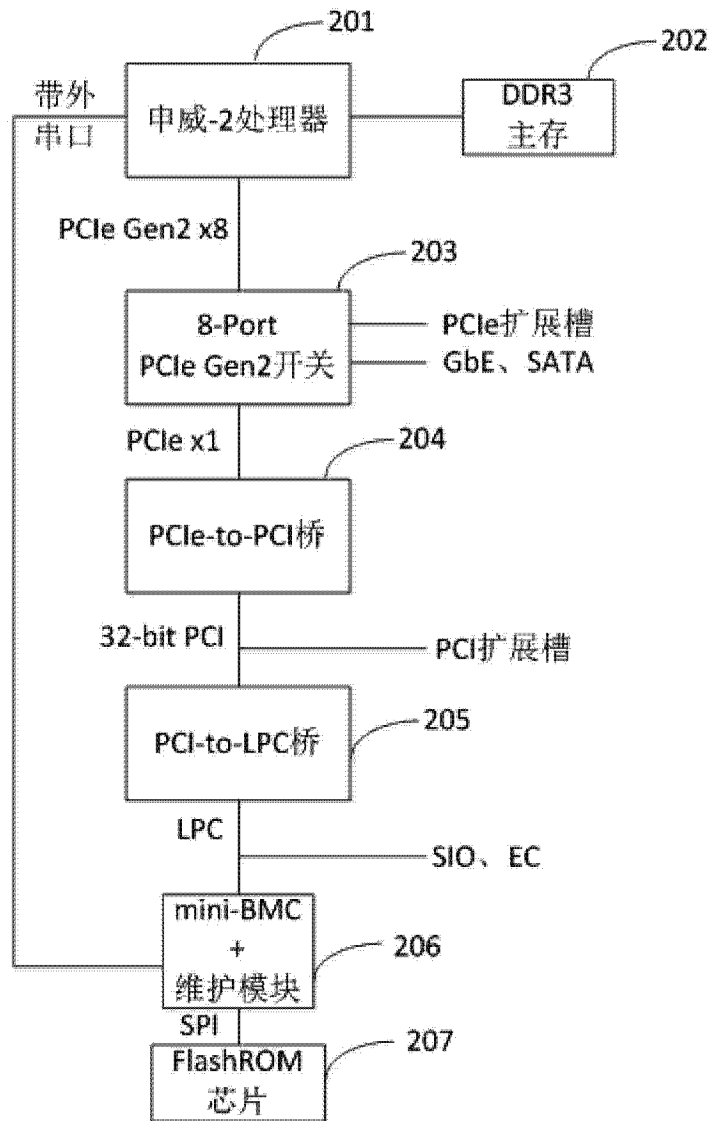 201
202
带外
串口
申威-2处理器
DDR3
主存
PCIe Gen2 x8
203
8-Port
PCIe Gen2开关
PCIe扩展槽
GbE、SATA
PCIe x1
204
PCIe-to-PCI桥
32-bit PCI
PCI扩展槽
205
PCI-to-LPC桥
LPC
SIO、EC
mini-BMC
+
维护模块
206
SPI
207
FlashROM
芯片